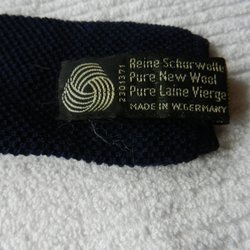 2301371
Reine Schurwolle
Pure New Wool
Pure Laine Vierge
MADE IN W.GERMANY